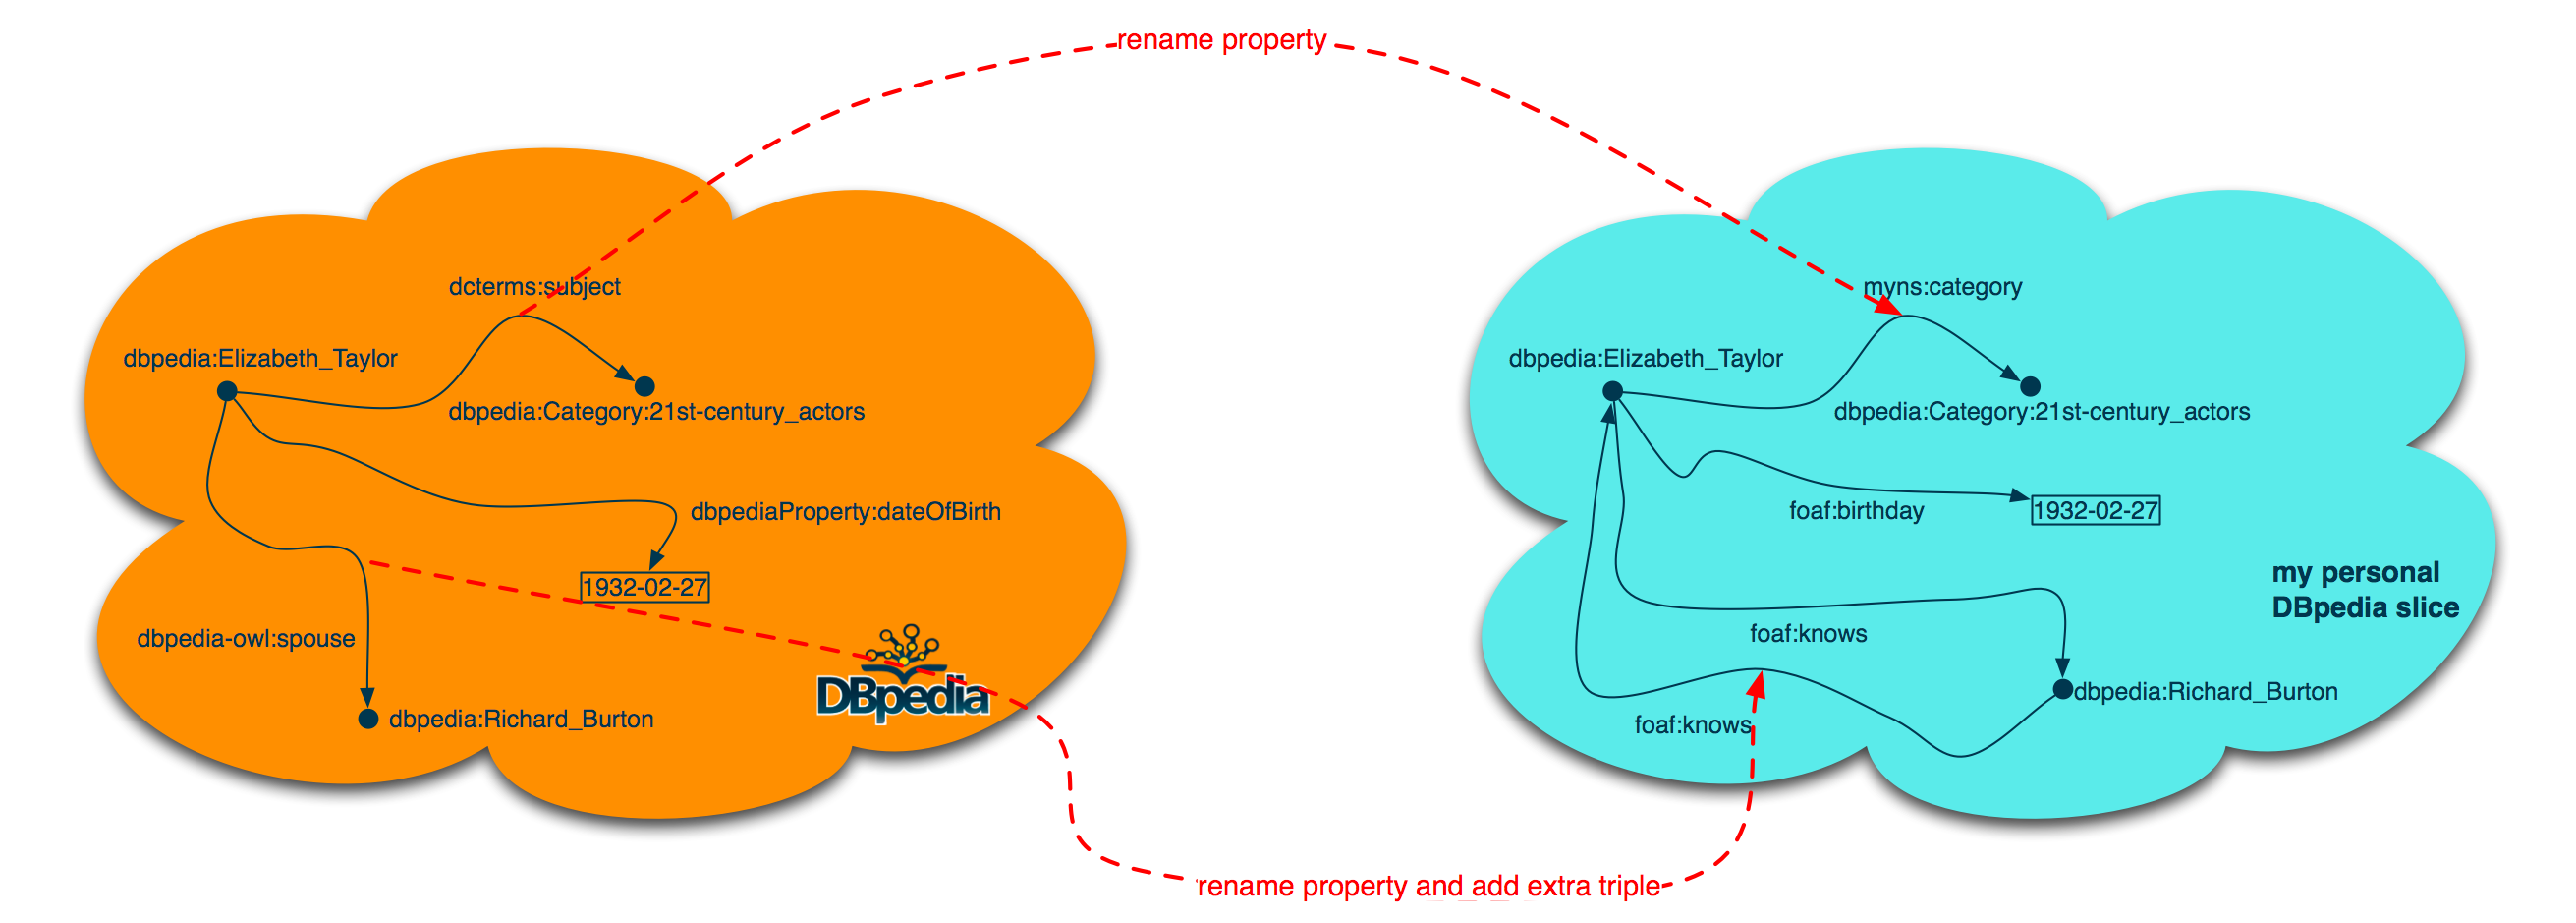 rename property
dcterms:subject
dbpedia:Elizabeth_Taylor
dbpedia:Category:21st-century_actors
dbpediaProperty:dateOfBirth
1932-02-27
dbpedia-owl:spouse
DBpedia
dbpedia:Richard_Burton
myns:category
dbpedia:Elizabeth_Taylor
dbpedia:Category:21st-century_actors
foaf:birthday
1932-02-27
my personal
DBpedia slice
foaf:knows
dbpedia:Richard_Burton
foaf:knows
rename property and add extra triple